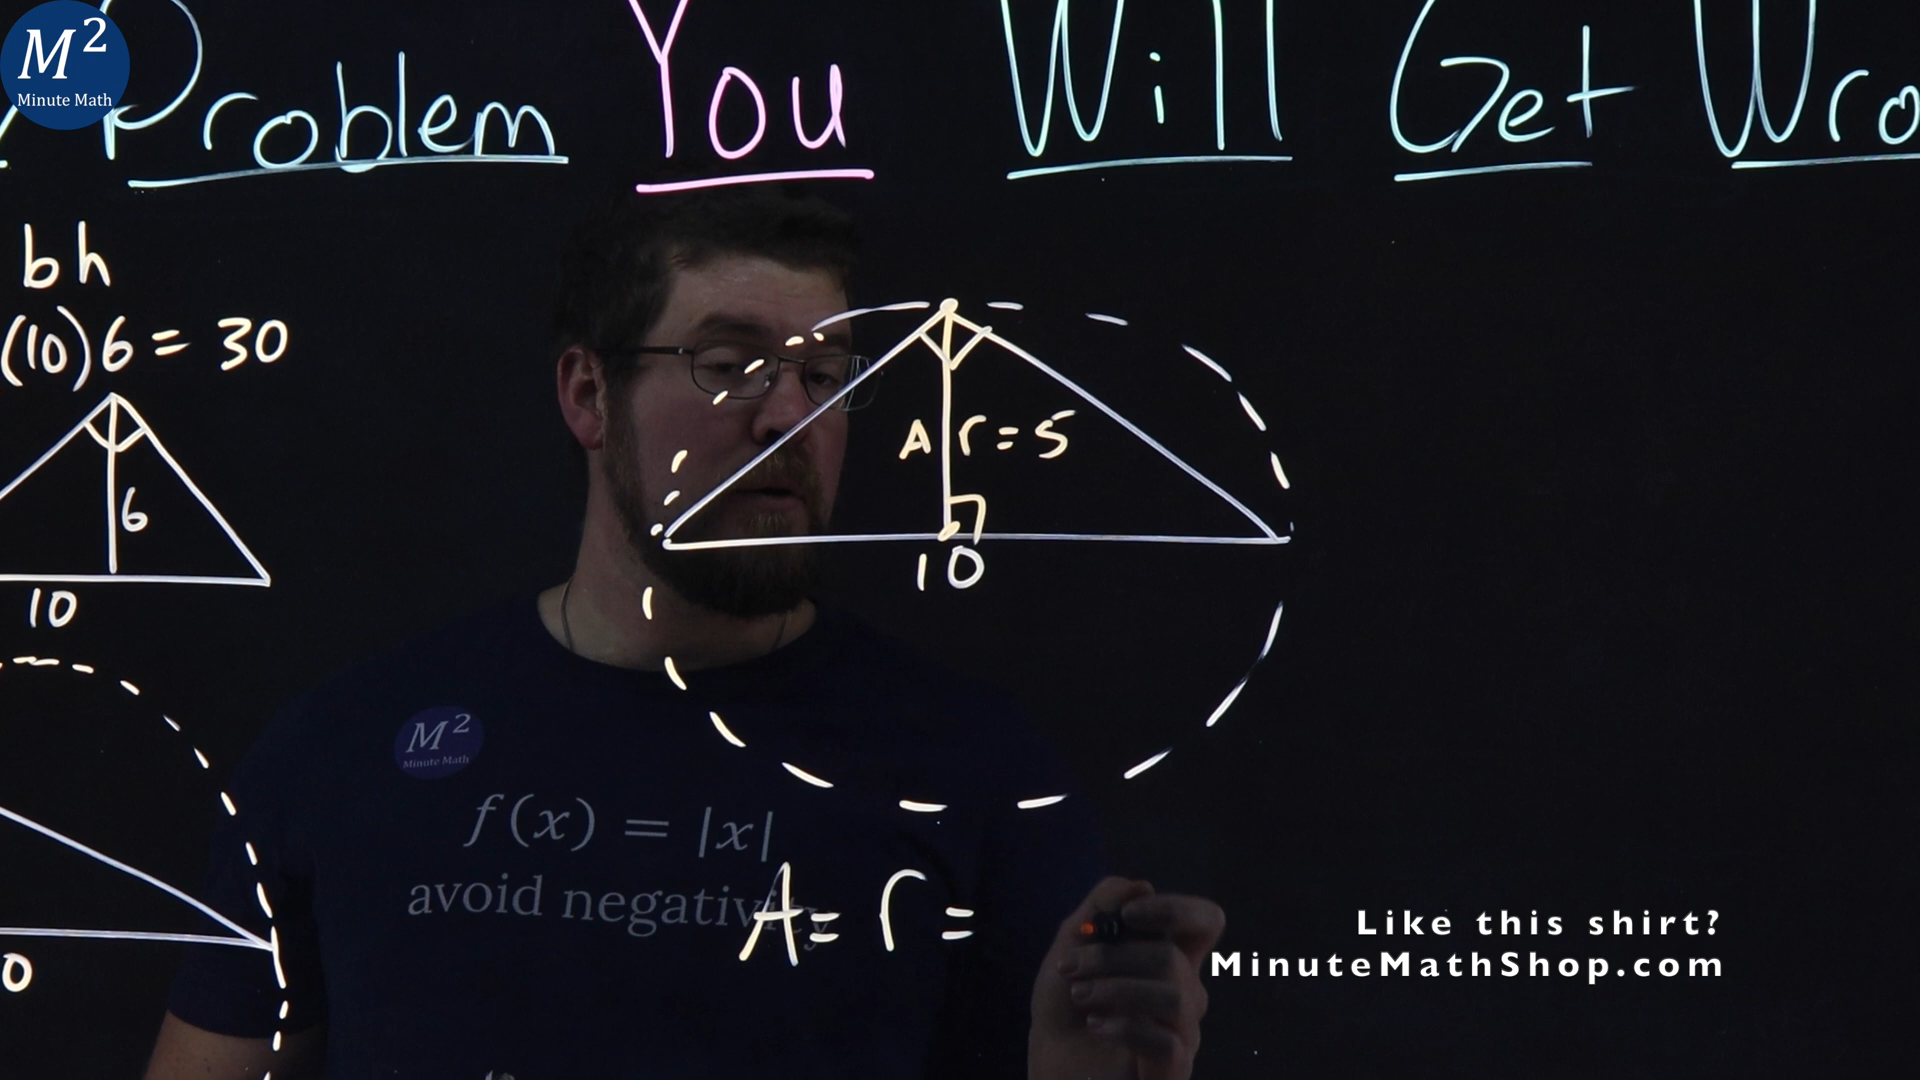 M²
Minute Math
Problem You Will Get Wro
bh
(10)6 = 30
6
10
A r = 5
10
0
M²
Minute Math
f(x) = |x|
avoid negativity
A = r =
Like this shirt?
MinuteMathShop.com